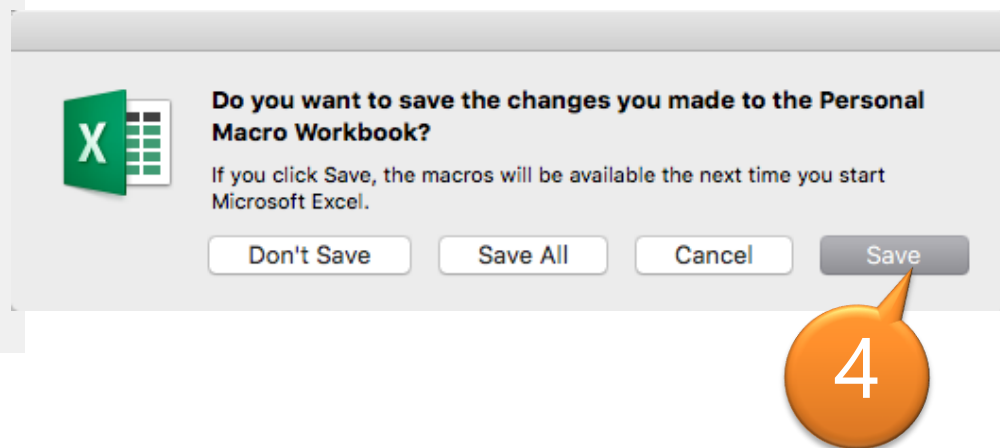 Do you want to save the changes you made to the Personal
Macro Workbook?
X
If you click Save, the macros will be available the next time you start
Microsoft Excel.
Don't Save Save All Cancel Save
4